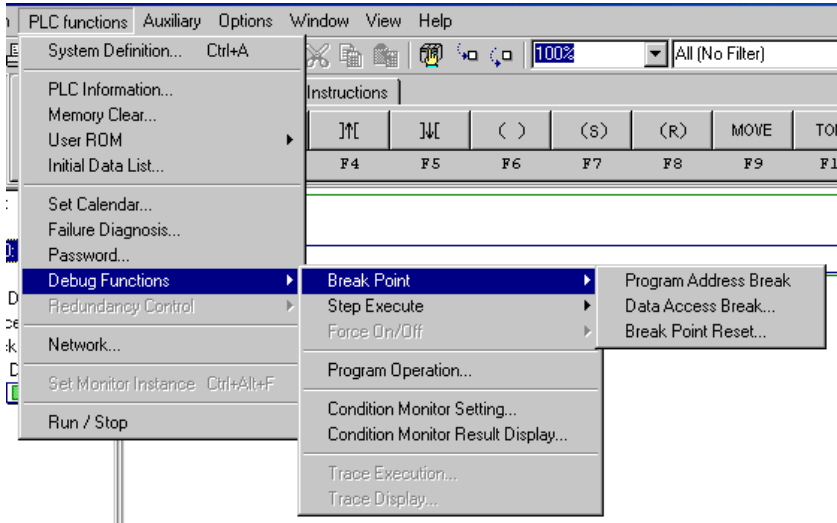 PLC functions Auxiliary Options Window View Help
System Definition... Ctrl+A
100% All (No Filter)
PLC Information...
Instructions
Memory Clear...
User ROM
]↑[ ]↓[ ( ) (S) (R) MOVE
Initial Data List...
F4 F5 F6 F7 F8 F9
Set Calendar...
Failure Diagnosis...
Password...
Debug Functions
Redundancy Control
Network...
Set Monitor Instance Ctrl+Alt+F
Run / Stop
Break Point
Step Execute
Force On/Off
Program Operation...
Condition Monitor Setting...
Condition Monitor Result Display...
Trace Execution...
Trace Display...
Program Address Break
Data Access Break...
Break Point Reset...